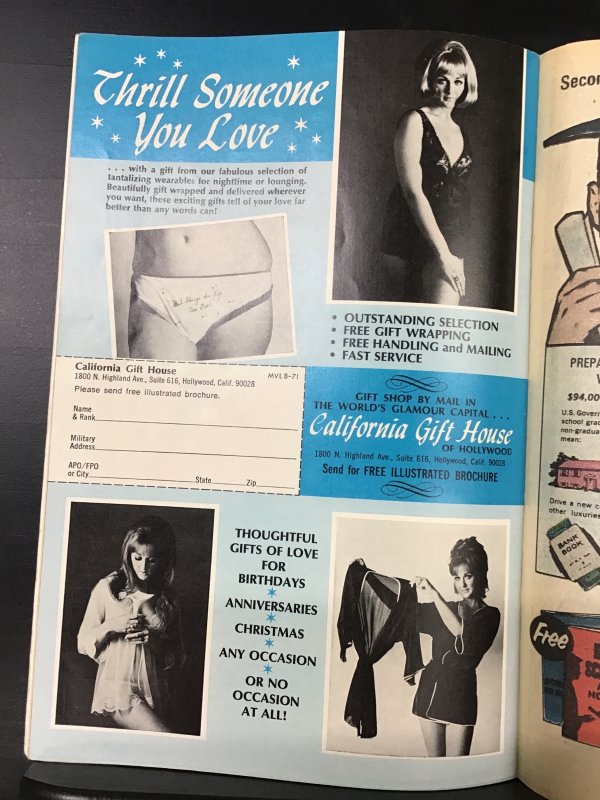 Thrill Someone
You Love
. . . with a gift from our fabulous selection of
tantalizing wearables for nighttime or lounging.
Beautifully gift wrapped and delivered wherever
you want, these exciting gifts tell of your love far
better than any words can!
• OUTSTANDING SELECTION
• FREE GIFT WRAPPING
• FREE HANDLING and MAILING
• FAST SERVICE
California Gift House
1800 N. Highland Ave., Suite 616, Hollywood, Calif. 90028
MVL 8-71
Please send free illustrated brochure.
Name
& Rank
Military
Address
APO/FPO
or City State Zip
GIFT SHOP BY MAIL IN
THE WORLD'S GLAMOUR CAPITAL . . .
California Gift House
OF HOLLYWOOD
1800 N. Highland Ave., Suite 616, Hollywood, Calif. 90028
Send for FREE ILLUSTRATED BROCHURE
THOUGHTFUL
GIFTS OF LOVE
FOR
BIRTHDAYS
ANNIVERSARIES
CHRISTMAS
ANY OCCASION
OR NO
OCCASION
AT ALL!
Secon
PREPA
$94,00
U.S. Govern
school grad
non-gradua
mean:
Drive a new c
other luxuries
BANK
BOOK
Free